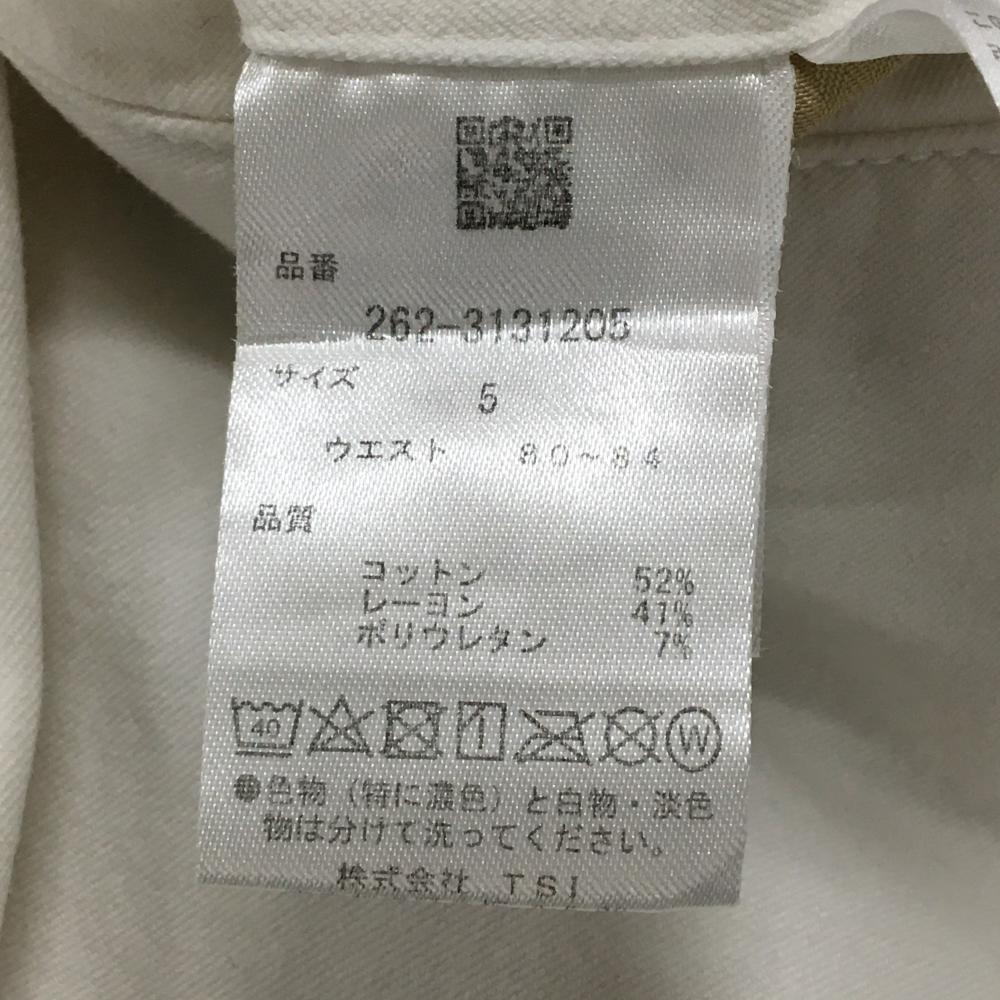 品番
262-3131205
サイズ
5
ウエスト 80～84
品質
コットン 52%
レーヨン 41%
ポリウレタン 7%
40 W
●色物(特に濃色)と白物・淡色
物は分けて洗ってください。
株式会社 TSI